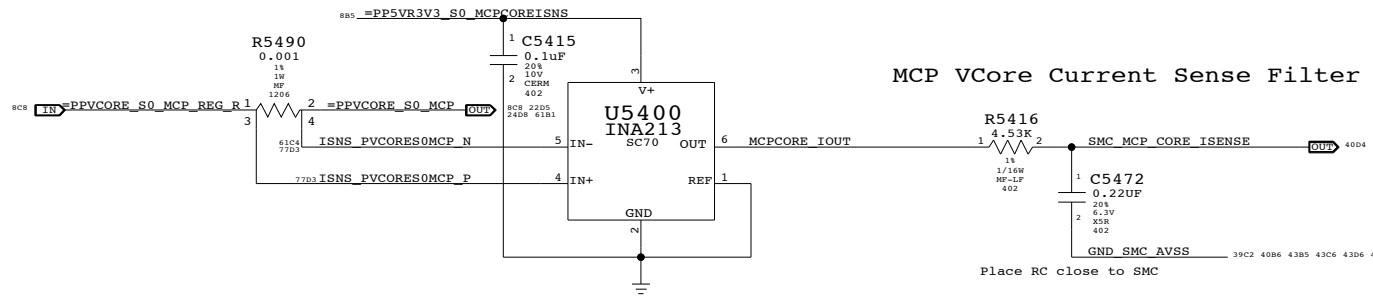 8B5 =PP5VR3V3_S0_MCPCOREISNS
R5490
0.001
1%
1W
MF
1206
1
C5415
0.1uF
20%
10V
CERM
402
2
3
V+
MCP VCore Current Sense Filter
8C8 IN =PPVCORE_S0_MCP_REG_R 1
2 =PPVCORE_S0_MCP OUT 8C8 22D5
24D8 61B1
3
4
U5400
INA213
SC70
R5416
4.53K
61C4
77D3
ISNS_PVCORES0MCP_N 5 IN-
OUT 6 MCPCORE_IOUT
1
2
SMC_MCP_CORE_ISENSE OUT 40D4
1%
1/16W
MF-LF
402
77D3 ISNS_PVCORES0MCP_P 4 IN+
REF 1
1
C5472
0.22UF
20%
6.3V
X5R
402
2
GND
2
GND_SMC_AVSS 39C2 40B6 43B5 43C6 43D6
Place RC close to SMC